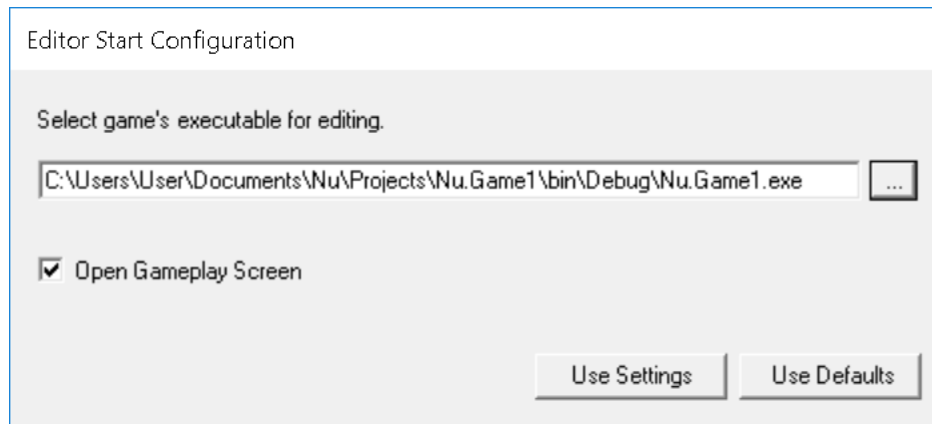 Editor Start Configuration
Select game's executable for editing.
C:\Users\User\Documents\Nu\Projects\Nu.Game1\bin\Debug\Nu.Game1.exe ...
Open Gameplay Screen
Use Settings Use Defaults